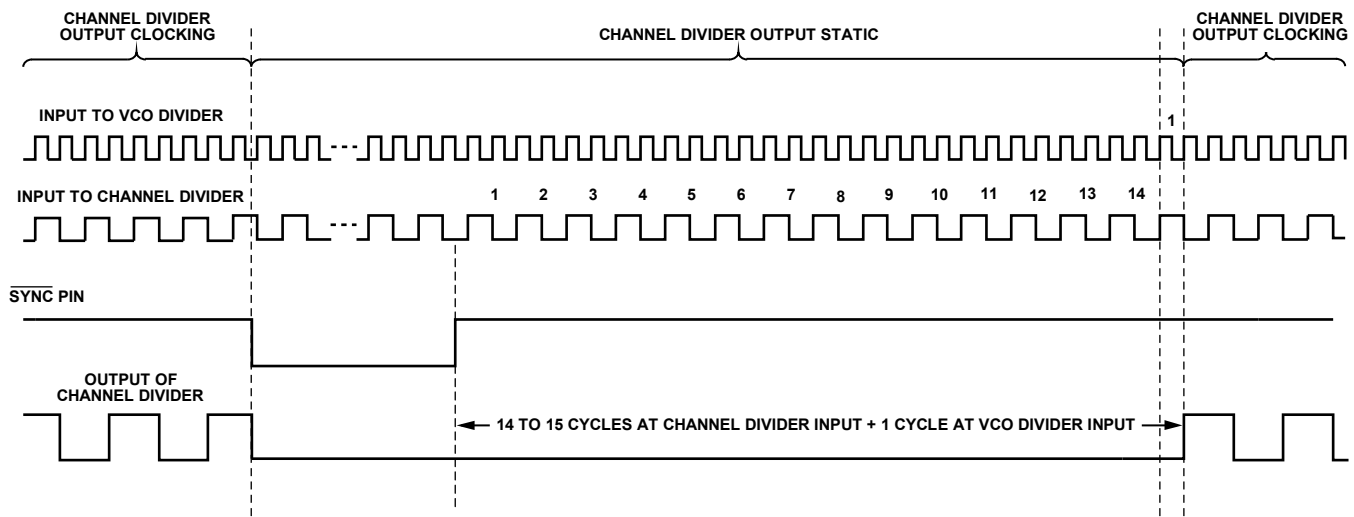 CHANNEL DIVIDER
OUTPUT CLOCKING
CHANNEL DIVIDER OUTPUT STATIC
CHANNEL DIVIDER
OUTPUT CLOCKING
INPUT TO VCO DIVIDER
1
INPUT TO CHANNEL DIVIDER
1 2 3 4 5 6 7 8 9 10 11 12 13 14
SYNC PIN
OUTPUT OF
CHANNEL DIVIDER
14 TO 15 CYCLES AT CHANNEL DIVIDER INPUT + 1 CYCLE AT VCO DIVIDER INPUT